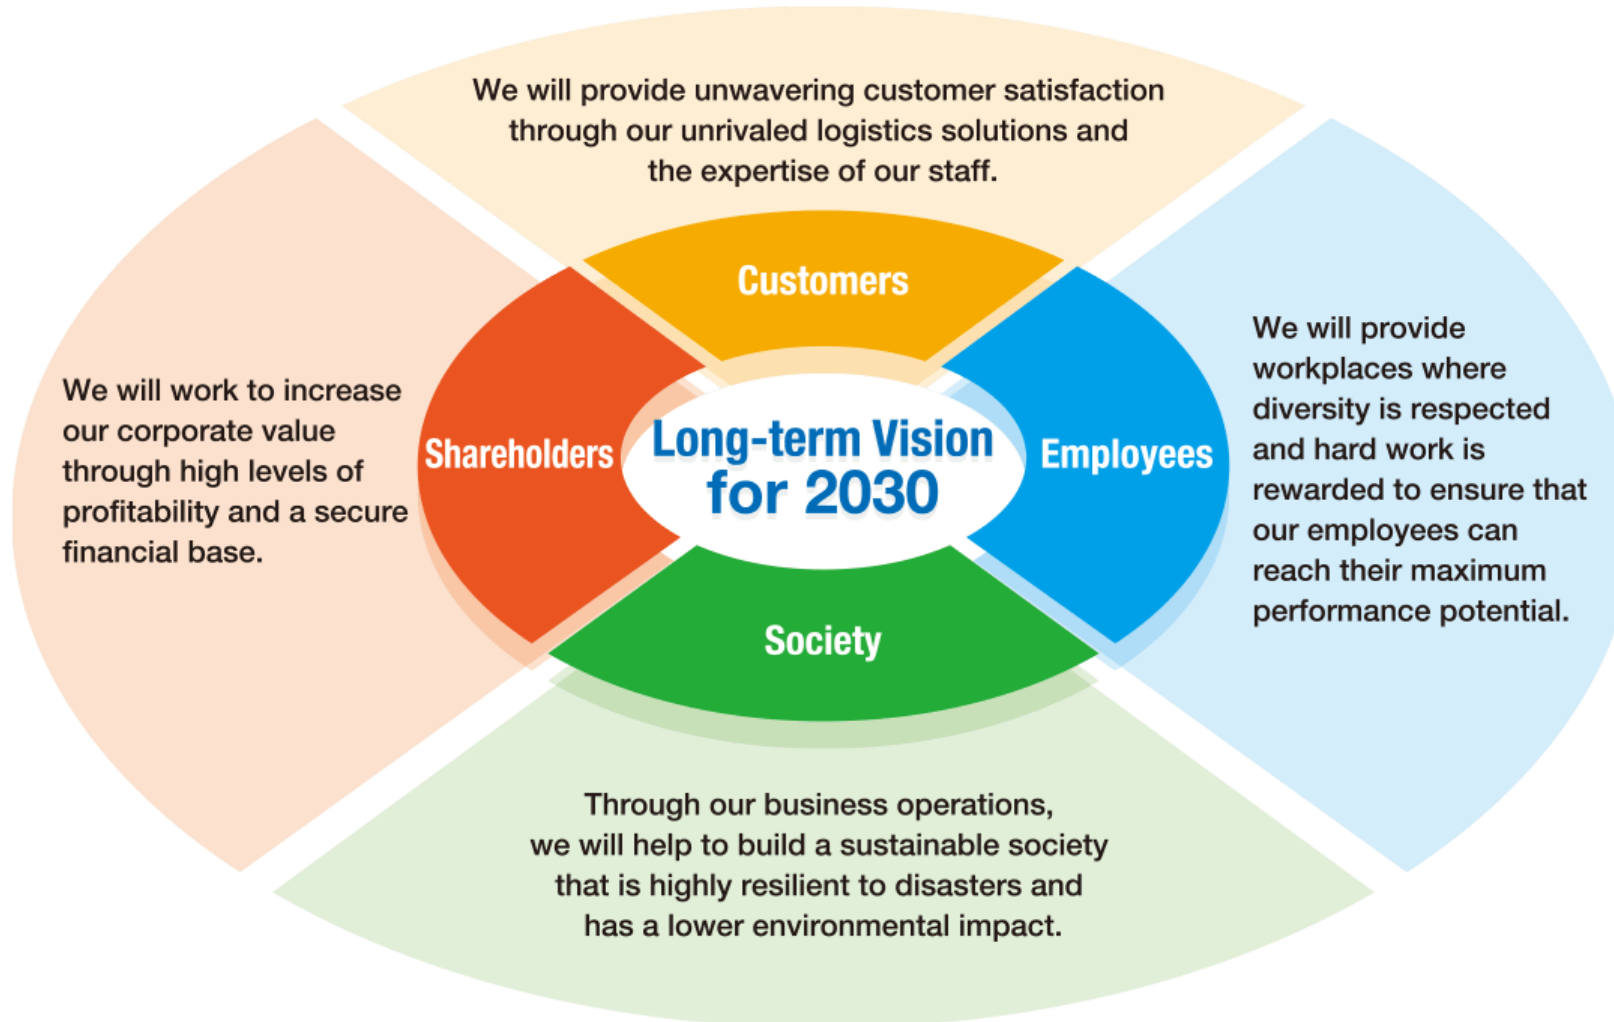 We will provide unwavering customer satisfaction
through our unrivaled logistics solutions and
the expertise of our staff.
Customers
We will work to increase
our corporate value
through high levels of
profitability and a secure
financial base.
Shareholders
Long-term Vision
for 2030
Employees
We will provide
workplaces where
diversity is respected
and hard work is
rewarded to ensure that
our employees can
reach their maximum
performance potential.
Society
Through our business operations,
we will help to build a sustainable society
that is highly resilient to disasters and
has a lower environmental impact.